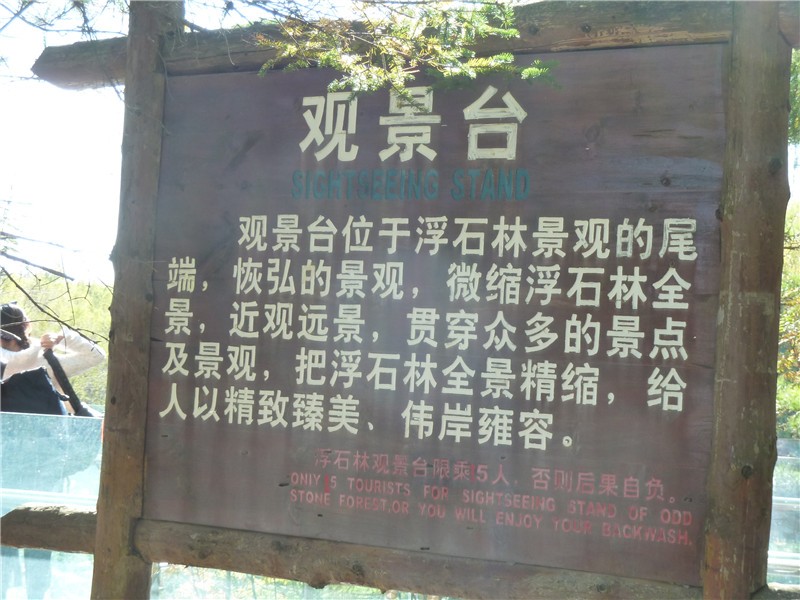 观景台
SIGHTSEEING STAND
观景台位于浮石林景观的尾
端，恢弘的景观，微缩浮石林全
景，近观远景，贯穿众多的景点
及景观，把浮石林全景精缩，给
人以精致臻美、伟岸雍容。
浮石林观景台限乘5人，否则后果自负。
ONIY 5 TOURISTS FOR SIGHTSEEING STAND OF ODD
STONE FOREST.OR YOU WILL ENJOY YOUR BACKWASH.